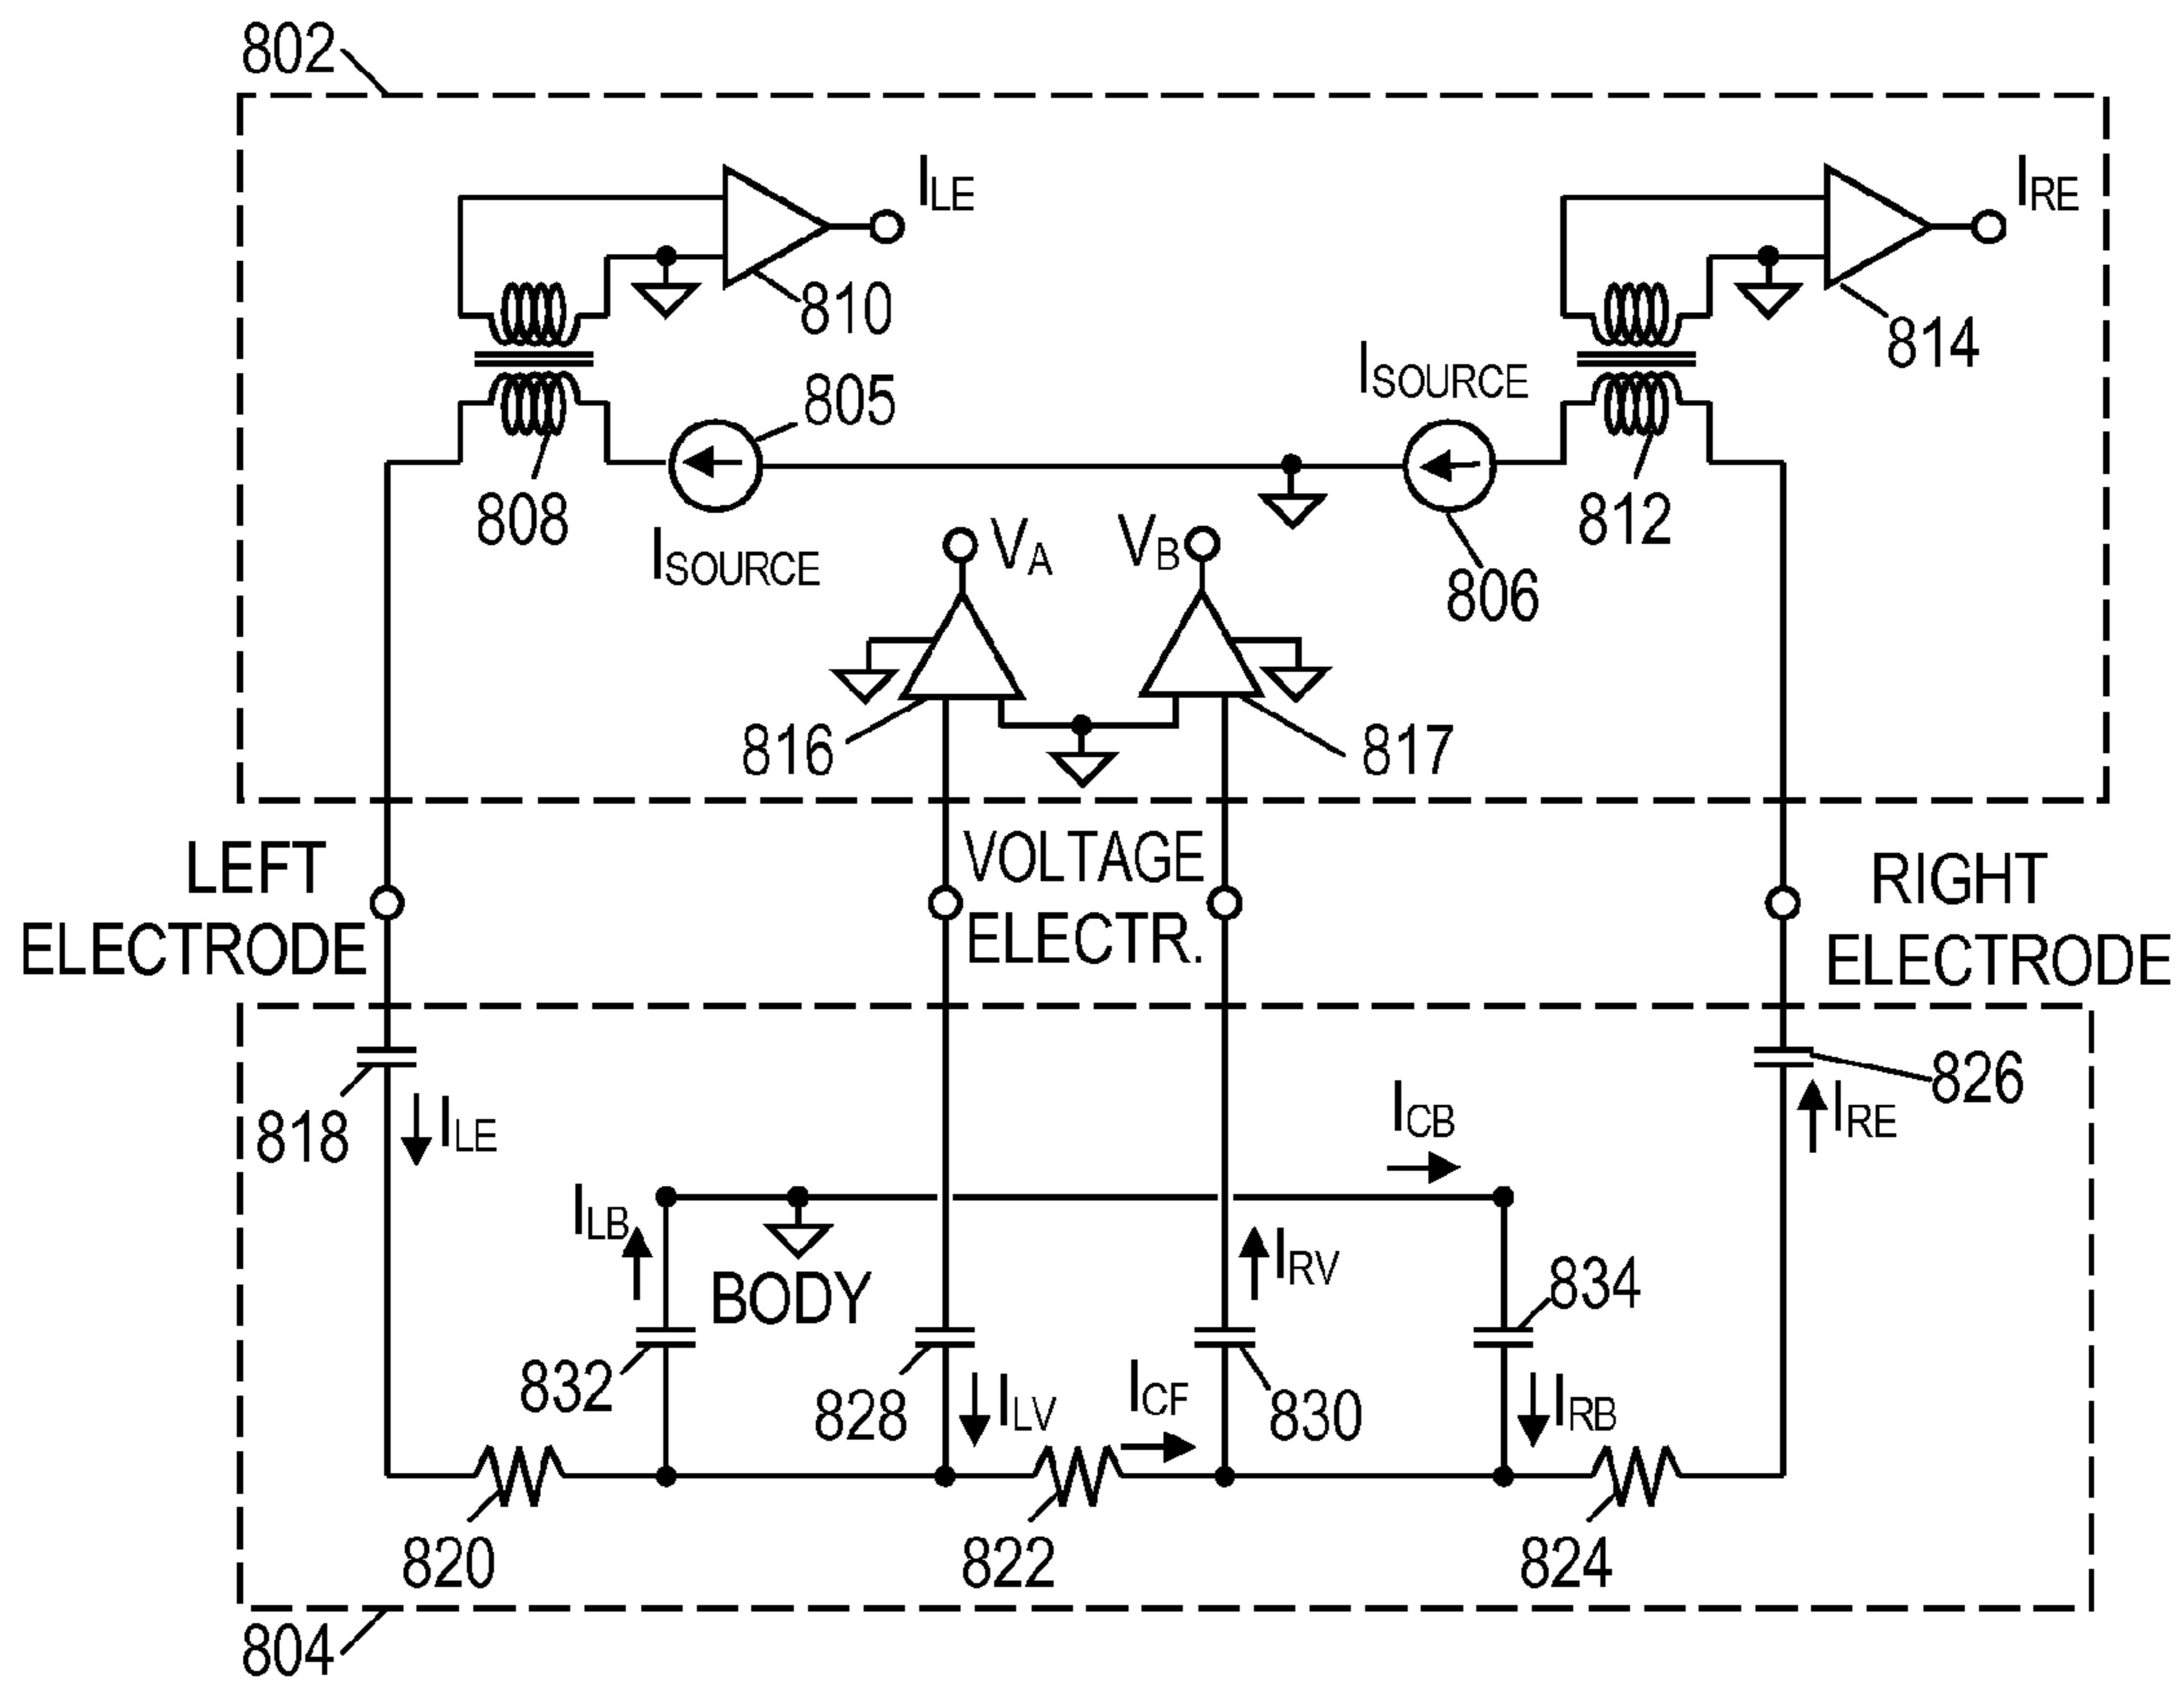 802
I_LE
I_RE
810
814
I_SOURCE
805
808
812
I_SOURCE
V_A
V_B
806
816
817
LEFT
ELECTRODE
VOLTAGE
ELECTR.
RIGHT
ELECTRODE
826
818
I_LE
I_CB
I_RE
I_LB
I_RV
BODY
834
832
828
I_LV
I_CF
830
I_RB
820
822
824
804